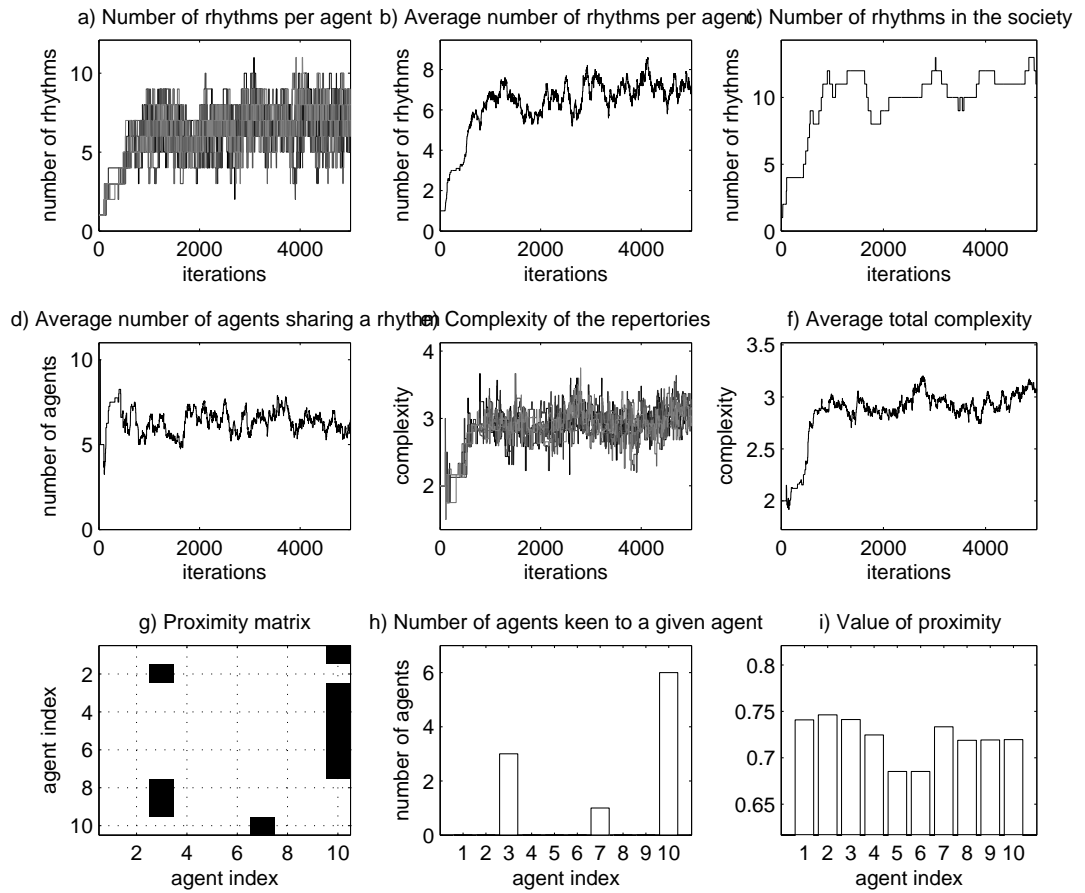 a) Number of rhythms per agent
b) Average number of rhythms per agent
c) Number of rhythms in the society
number of rhythms
10
5
0
0 2000 4000
iterations
number of rhythms
8
6
4
2
0
0 2000 4000
iterations
number of rhythms
10
5
0
0 2000 4000
iterations
d) Average number of agents sharing a rhythm
e) Complexity of the repertories
f) Average total complexity
number of agents
10
5
0
0 2000 4000
iterations
complexity
4
3
2
0 2000 4000
iterations
complexity
3.5
3
2.5
2
0 2000 4000
iterations
g) Proximity matrix
h) Number of agents keen to a given agent
i) Value of proximity
agent index
2
4
6
8
10
2 4 6 8 10
agent index
number of agents
6
4
2
0
1 2 3 4 5 6 7 8 9 10
agent index
0.8
0.75
0.7
0.65
1 2 3 4 5 6 7 8 9 10
agent index